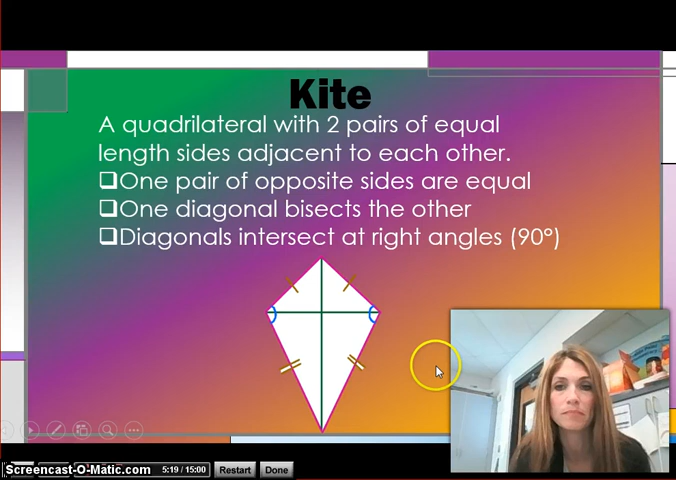 Kite
A quadrilateral with 2 pairs of equal
length sides adjacent to each other.
❑One pair of opposite sides are equal
❑One diagonal bisects the other
❑Diagonals intersect at right angles (90°)
Screencast-O-Matic.com 5:19 / 15:00 Restart Done